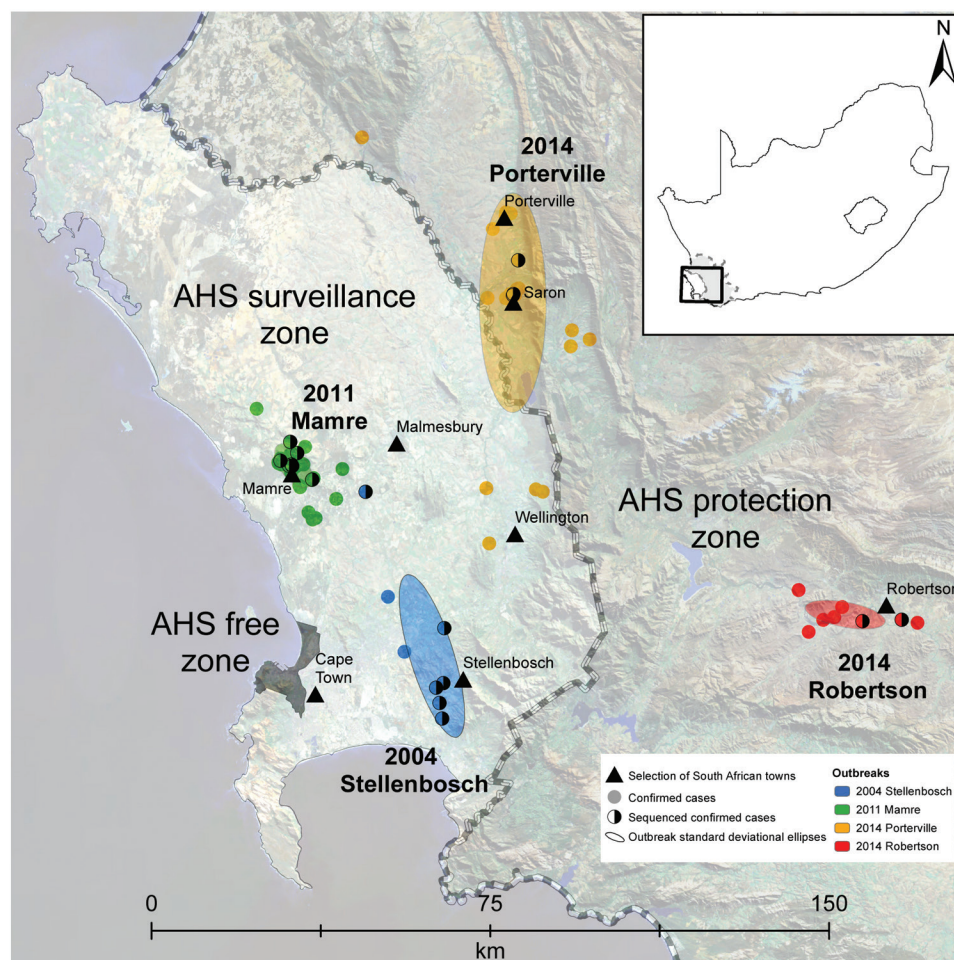 N
2014
Porterville
Porterville
Saron
AHS surveillance
zone
2011
Mamre
Malmesbury
Mamre
AHS protection
zone
Wellington
Robertson
AHS free
zone
Cape
Town
Stellenbosch
2014
Robertson
2004
Stellenbosch
Selection of South African towns
Confirmed cases
Sequenced confirmed cases
Outbreak standard deviational ellipses
Outbreaks
2004 Stellenbosch
2011 Mamre
2014 Porterville
2014 Robertson
0 75 150
km